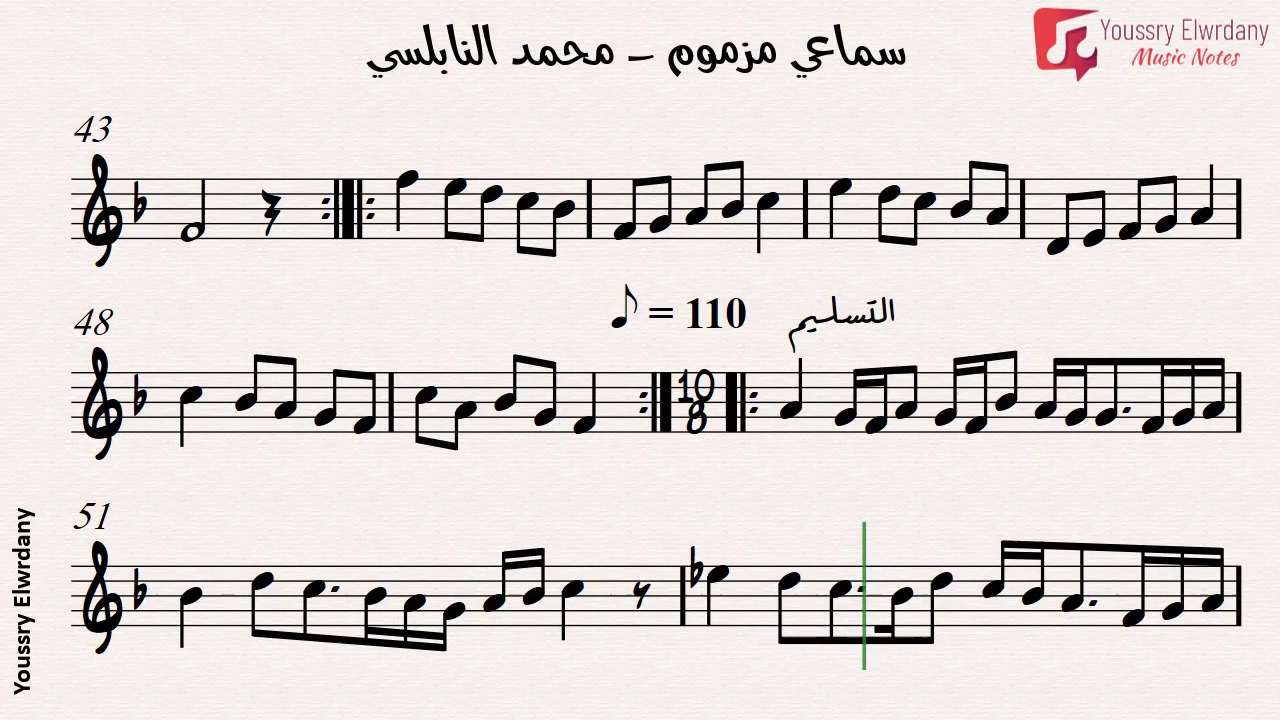 سماعي مزموم – محمد النابلسي
Youssry Elwrdany
Music Notes
43
48
= 110
التسليم
10
8
51
Youssry Elwrdany